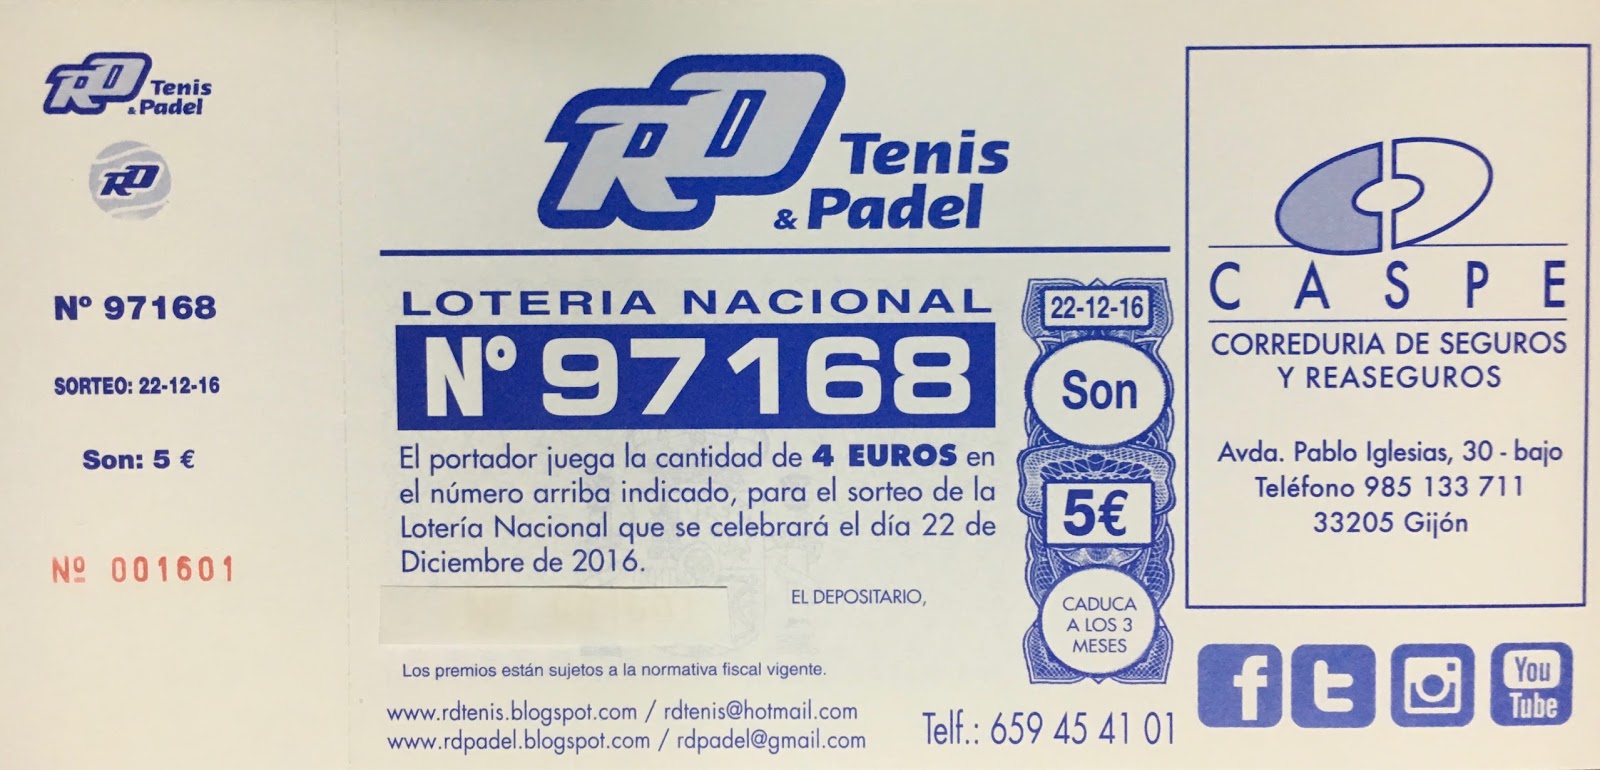 RD Tenis
& Padel
RD
Nº 97168
SORTEO: 22-12-16
Son: 5 €
Nº 001601
RD Tenis
& Padel
LOTERIA NACIONAL
Nº 97168
El portador juega la cantidad de 4 EUROS en
el número arriba indicado, para el sorteo de la
Lotería Nacional que se celebrará el día 22 de
Diciembre de 2016.
EL DEPOSITARIO,
Los premios están sujetos a la normativa fiscal vigente.
www.rdtenis.blogspot.com / rdtenis@hotmail.com
www.rdpadel.blogspot.com / rdpadel@gmail.com
Telf.: 659 45 41 01
22-12-16
Son
5€
CADUCA
A LOS 3
MESES
CASPE
CORREDURIA DE SEGUROS
Y REASEGUROS
Avda. Pablo Iglesias, 30 - bajo
Teléfono 985 133 711
33205 Gijón
f
t
You
Tube